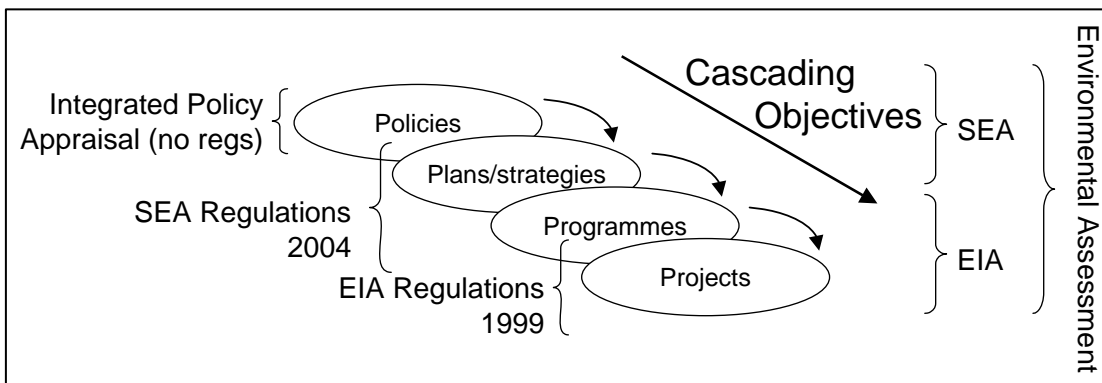 Integrated Policy
Appraisal (no regs)
Policies
Cascading
Objectives
Plans/strategies
SEA Regulations
2004
Programmes
EIA Regulations
1999
Projects
SEA
EIA
Environmental Assessment